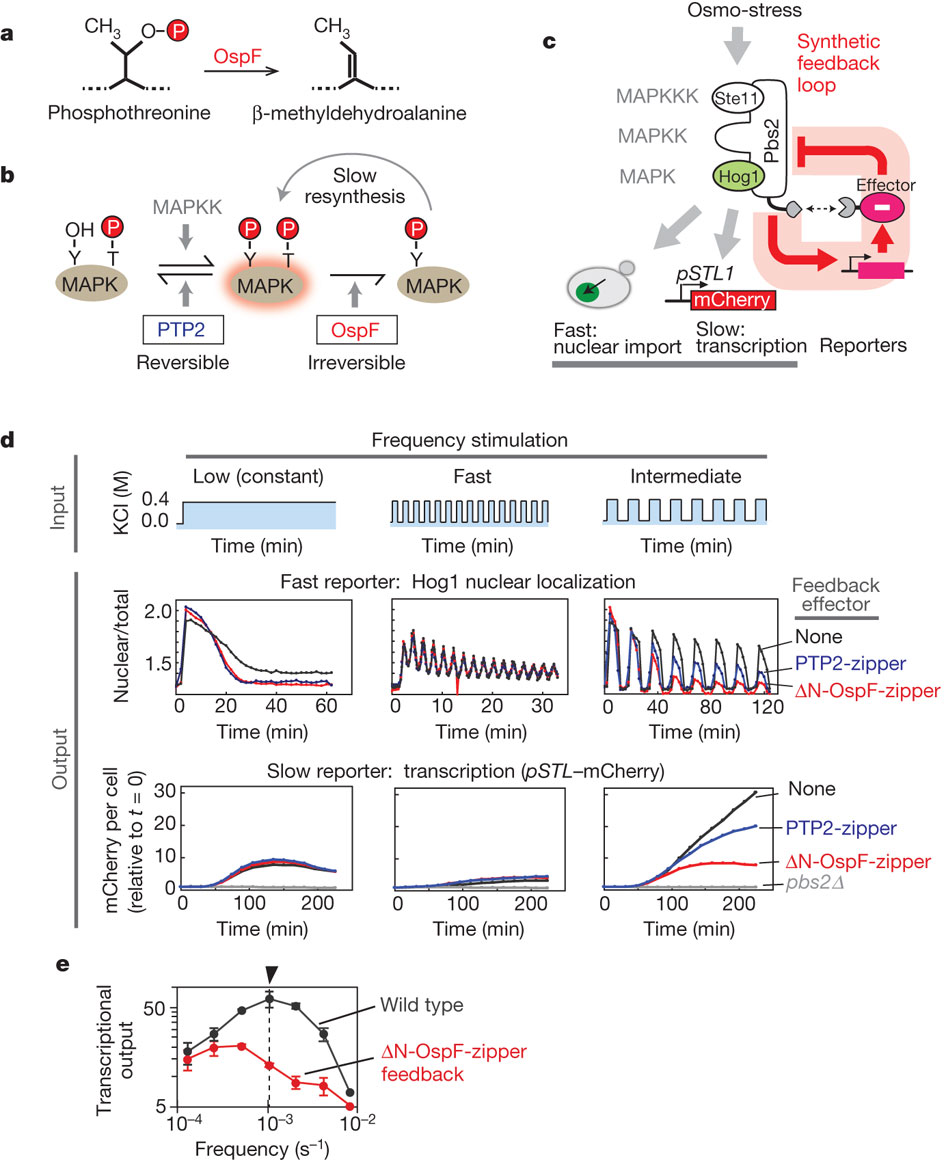 a
CH3
O
P
OspF
CH3
Phosphothreonine
β-methyldehydroalanine
b
Slow
resynthesis
MAPKK
OH
P
P
P
P
Y
T
Y
T
Y
MAPK
MAPK
MAPK
PTP2
OspF
Reversible
Irreversible
c
Osmo-stress
Synthetic
feedback
loop
MAPKKK
Ste11
MAPKK
Pbs2
MAPK
Hog1
Effector
pSTL1
mCherry
Fast:
nuclear import
Slow:
transcription
Reporters
d
Frequency stimulation
Input
Low (constant)
Fast
Intermediate
KCl (M)
0.4
0.0
Time (min)
Time (min)
Time (min)
Output
Fast reporter: Hog1 nuclear localization
Feedback
effector
Nuclear/total
2.0
1.5
None
PTP2-zipper
ΔN-OspF-zipper
0 20 40 60
0 10 20 30
0 40 80 120
Time (min)
Time (min)
Time (min)
Slow reporter: transcription (pSTL–mCherry)
mCherry per cell
(relative to t = 0)
30
20
10
0
None
PTP2-zipper
ΔN-OspF-zipper
pbs2Δ
0 100 200
0 100 200
0 100 200
Time (min)
Time (min)
Time (min)
e
Transcriptional
output
50
5
Wild type
ΔN-OspF-zipper
feedback
10–4 10–3 10–2
Frequency (s–1)